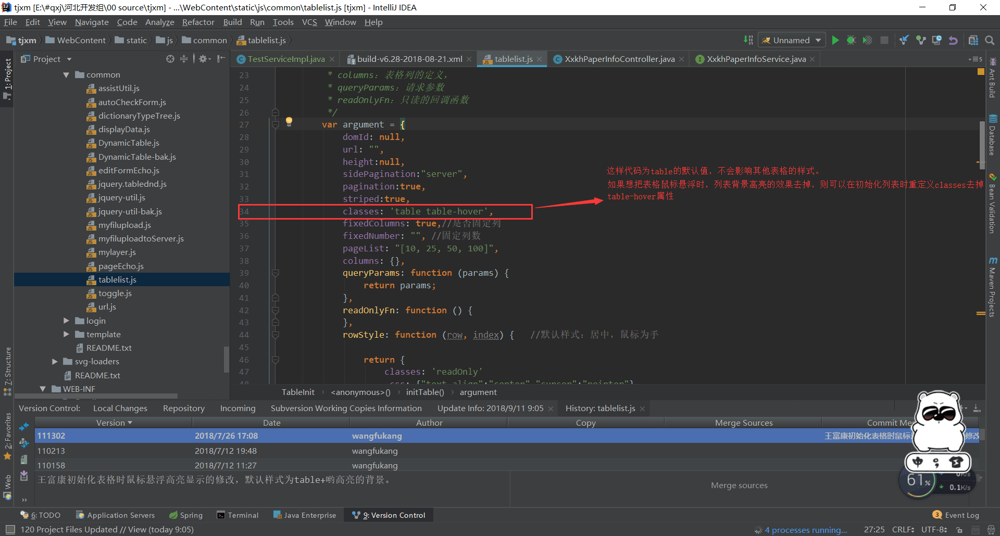 tjxm [E:\#qxj\河北开发组\00 source\tjxm] - ...\WebContent\static\js\common\tablelist.js [tjxm] - IntelliJ IDEA
File Edit View Navigate Code Analyze Refactor Build Run Tools VCS Window Help
tjxm WebContent static js common tablelist.js
Unnamed
Project
TestServiceImpl.java build-v6.28-2018-08-21.xml tablelist.js XxkhPaperInfoController.java XxkhPaperInfoService.java 5
1: Project
7: Structure
2: Favorites
Web
common
assistUtil.js
autoCheckForm.js
dictionaryTypeTree.js
displayData.js
DynamicTable.js
DynamicTable-bak.js
editFormEcho.js
jquery.tablednd.js
jquery-util.js
jquery-util-bak.js
myfilupload.js
myfiluploadtoServer.js
mylayer.js
pageEcho.js
tablelist.js
toggle.js
url.js
login
template
README.txt
svg-loaders
README.txt
WEB-INF
23 * columns: 表格列的定义,
24 * queryParams: 请求参数
25 * readOnlyFn: 只读的回调函数
26 */
27 var argument = {
28 domId: null,
29 url: "",
30 height:null,
31 sidePagination:"server",
32 pagination:true,
33 striped:true,
34 classes: 'table table-hover',
35 fixedColumns: true,//是否固定列
36 fixedNumber: "", //固定列数
37 pageList: "[10, 25, 50, 100]",
38 columns: {},
39 queryParams: function (params) {
40 return params;
41 },
42 readOnlyFn: function () {
43 },
44 rowStyle: function (row, index) { //默认样式: 居中, 鼠标为手
45
46 return {
47 classes: 'readOnly'
48 css: {"text-align":"center","cursor":"pointer"}
这样代码为table的默认值，不会影响其他表格的样式。
如果想把表格鼠标悬浮时，列表背景高亮的效果去掉，则可以在初始化列表时重定义classes去掉
table-hover属性
Ant Build
Database
Bean Validation
Maven Projects
TableInit <anonymous>() initTable() argument
Version Control: Local Changes Repository Incoming Subversion Working Copies Information Update Info: 2018/9/11 9:05 History: tablelist.js
Version Date Author Copy Merge Sources Commit Mes
111302 2018/7/26 17:08 wangfukang 王富康初始化表格时鼠标 修改
110213 2018/7/12 19:48 wangfukang
110158 2018/7/12 11:27 wangfukang
王富康初始化表格时鼠标悬浮高亮显示的修改，默认样式为table+哟高亮的背景。
Merge sources
中
61%
0K/s
0.1K/s
6: TODO Application Servers Spring Terminal Java Enterprise 9: Version Control 3 Event Log
120 Project Files Updated // View (today 9:05) 4 processes running... 27:25 CRLF UTF-8